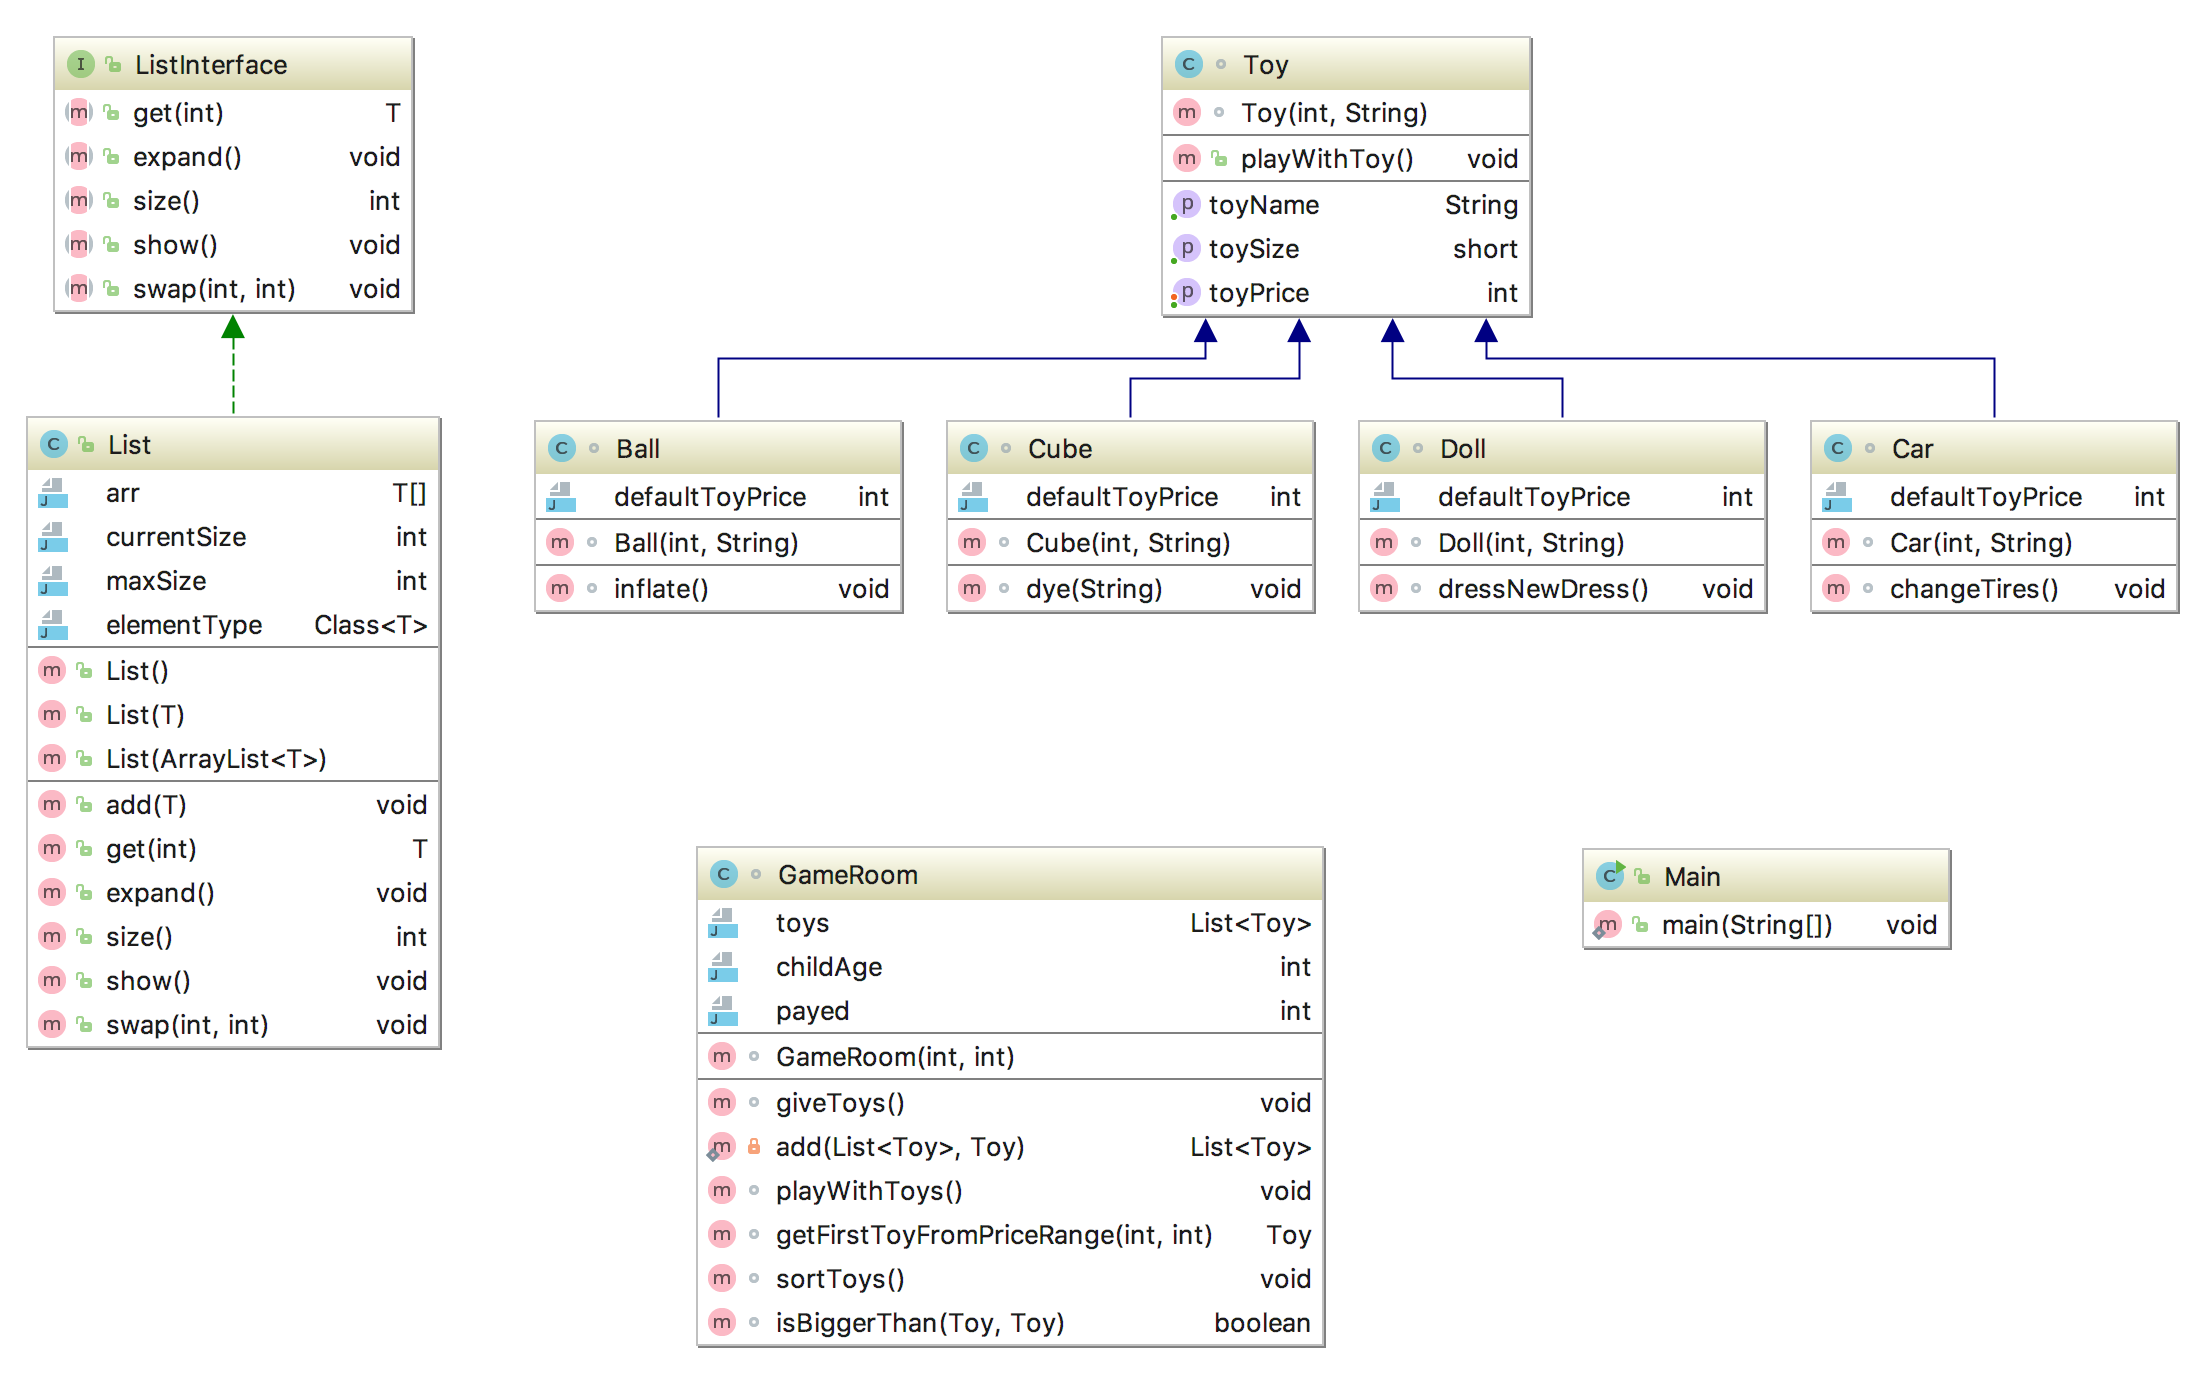 ListInterface
get(int) T
expand() void
size() int
show() void
swap(int, int) void
Toy
Toy(int, String)
playWithToy() void
toyName String
toySize short
toyPrice int
List
arr T[]
currentSize int
maxSize int
elementType Class<T>
List()
List(T)
List(ArrayList<T>)
add(T) void
get(int) T
expand() void
size() int
show() void
swap(int, int) void
Ball
defaultToyPrice int
Ball(int, String)
inflate() void
Cube
defaultToyPrice int
Cube(int, String)
dye(String) void
Doll
defaultToyPrice int
Doll(int, String)
dressNewDress() void
Car
defaultToyPrice int
Car(int, String)
changeTires() void
GameRoom
toys List<Toy>
childAge int
payed int
GameRoom(int, int)
giveToys() void
add(List<Toy>, Toy) List<Toy>
playWithToys() void
getFirstToyFromPriceRange(int, int) Toy
sortToys() void
isBiggerThan(Toy, Toy) boolean
Main
main(String[]) void